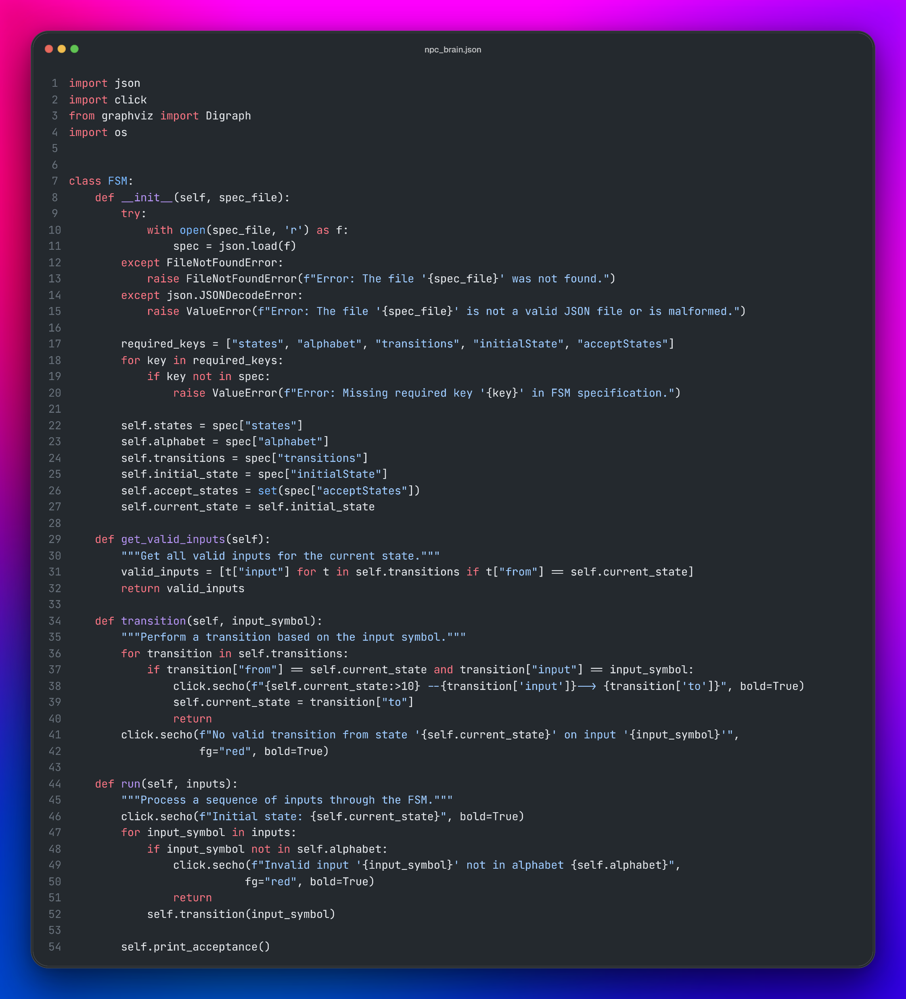 npc_brain.json
1 import json
2 import click
3 from graphviz import Digraph
4 import os
5
6
7 class FSM:
8     def __init__(self, spec_file):
9         try:
10             with open(spec_file, 'r') as f:
11                 spec = json.load(f)
12         except FileNotFoundError:
13             raise FileNotFoundError(f"Error: The file '{spec_file}' was not found.")
14         except json.JSONDecodeError:
15             raise ValueError(f"Error: The file '{spec_file}' is not a valid JSON file or is malformed.")
16
17         required_keys = ["states", "alphabet", "transitions", "initialState", "acceptStates"]
18         for key in required_keys:
19             if key not in spec:
20                 raise ValueError(f"Error: Missing required key '{key}' in FSM specification.")
21
22         self.states = spec["states"]
23         self.alphabet = spec["alphabet"]
24         self.transitions = spec["transitions"]
25         self.initial_state = spec["initialState"]
26         self.accept_states = set(spec["acceptStates"])
27         self.current_state = self.initial_state
28
29     def get_valid_inputs(self):
30         """Get all valid inputs for the current state."""
31         valid_inputs = [t["input"] for t in self.transitions if t["from"] == self.current_state]
32         return valid_inputs
33
34     def transition(self, input_symbol):
35         """Perform a transition based on the input symbol."""
36         for transition in self.transitions:
37             if transition["from"] == self.current_state and transition["input"] == input_symbol:
38                 click.secho(f"{self.current_state:>10} --{transition['input']}--> {transition['to']}", bold=True)
39                 self.current_state = transition["to"]
40                 return
41         click.secho(f"No valid transition from state '{self.current_state}' on input '{input_symbol}'",
42                     fg="red", bold=True)
43
44     def run(self, inputs):
45         """Process a sequence of inputs through the FSM."""
46         click.secho(f"Initial state: {self.current_state}", bold=True)
47         for input_symbol in inputs:
48             if input_symbol not in self.alphabet:
49                 click.secho(f"Invalid input '{input_symbol}' not in alphabet {self.alphabet}",
50                            fg="red", bold=True)
51                 return
52             self.transition(input_symbol)
53
54         self.print_acceptance()